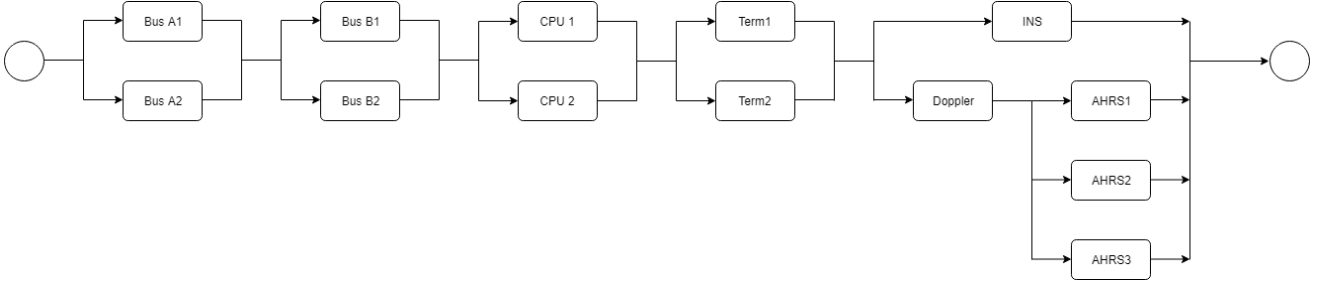 Bus A1
Bus B1
CPU 1
Term1
INS
Bus A2
Bus B2
CPU 2
Term2
Doppler
AHRS1
AHRS2
AHRS3